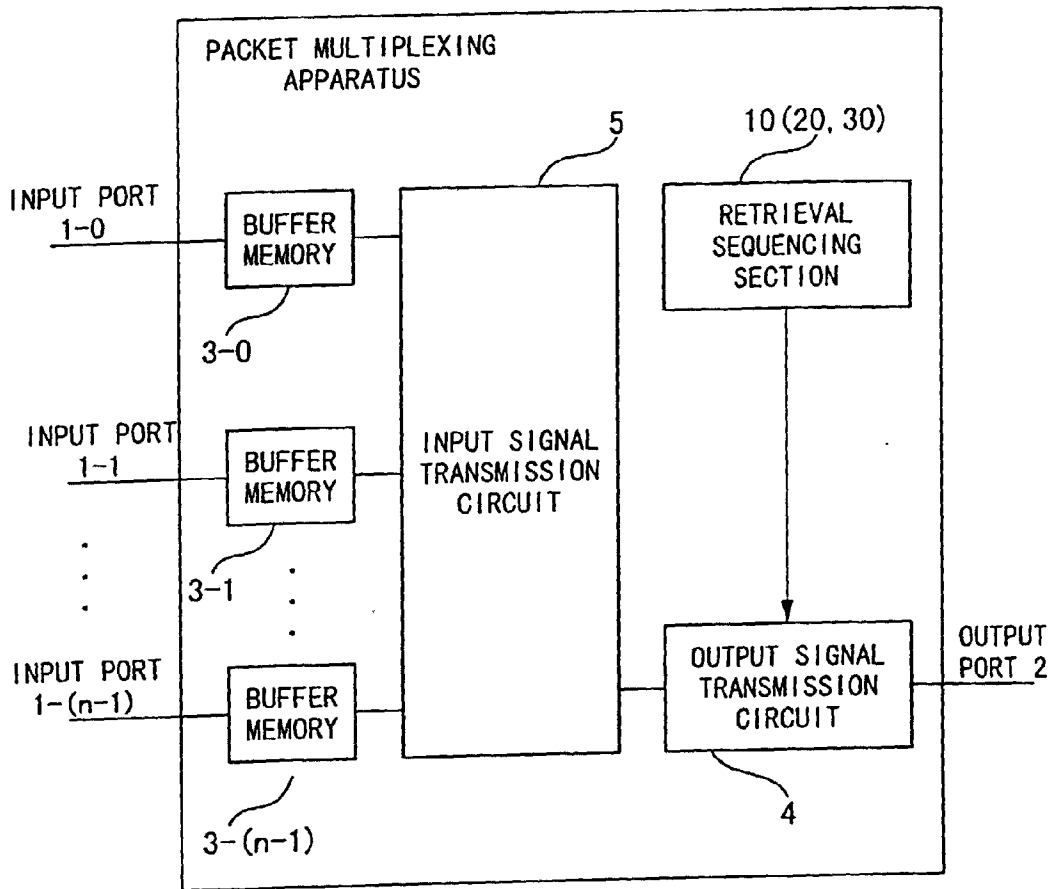 PACKET MULTIPLEXING
APPARATUS
5
10(20, 30)
INPUT PORT
1-0
BUFFER
MEMORY
3-0
RETRIEVAL
SEQUENCING
SECTION
INPUT PORT
1-1
BUFFER
MEMORY
3-1
INPUT SIGNAL
TRANSMISSION
CIRCUIT
INPUT PORT
1-(n-1)
BUFFER
MEMORY
3-(n-1)
OUTPUT SIGNAL
TRANSMISSION
CIRCUIT
4
OUTPUT
PORT 2